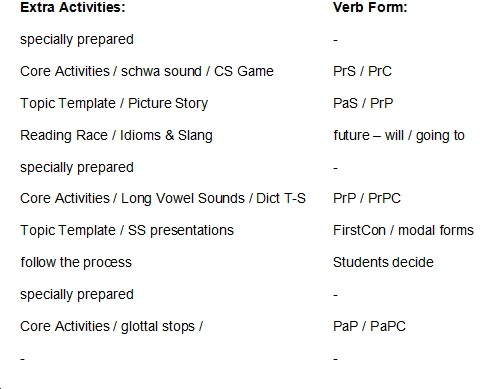 Extra Activities: Verb Form:
specially prepared -
Core Activities / schwa sound / CS Game PrS / PrC
Topic Template / Picture Story PaS / PrP
Reading Race / Idioms & Slang future – will / going to
specially prepared -
Core Activities / Long Vowel Sounds / Dict T-S PrP / PrPC
Topic Template / SS presentations FirstCon / modal forms
follow the process Students decide
specially prepared -
Core Activities / glottal stops / PaP / PaPC
- -